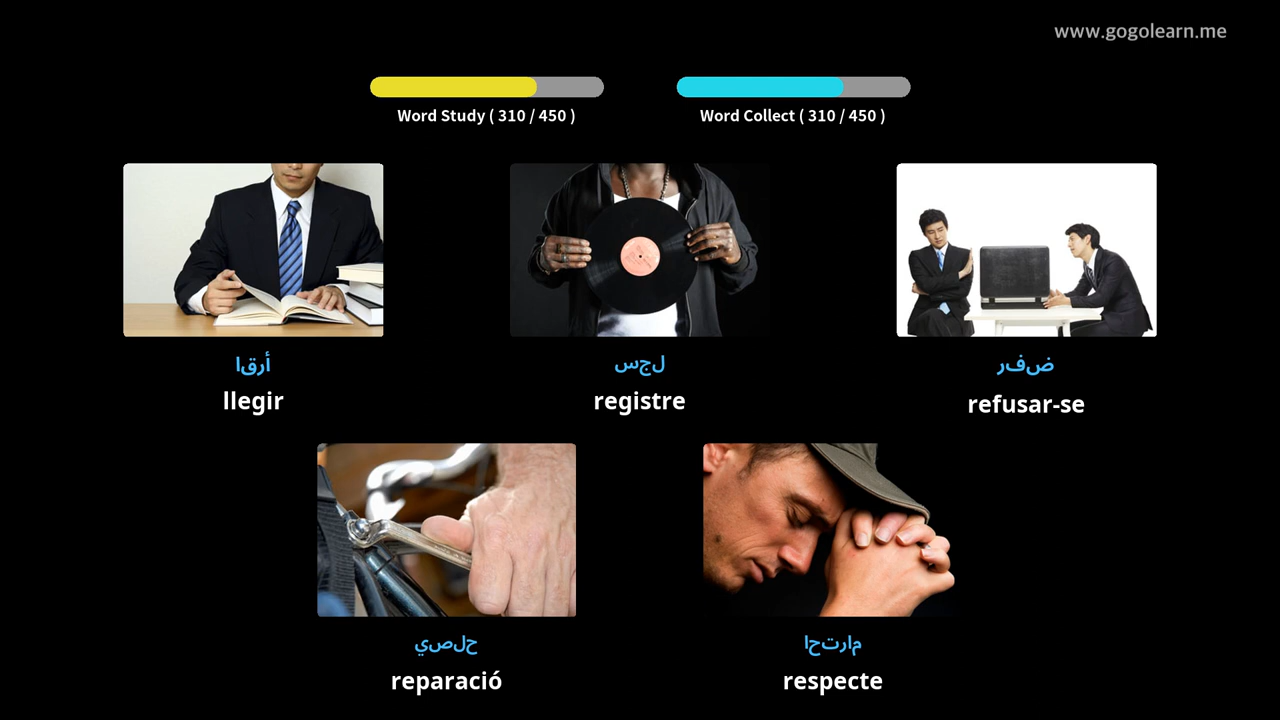 www.gogolearn.me
Word Study ( 310 / 450 )
Word Collect ( 310 / 450 )
أرقا
llegir
لجس
registre
ضفر
refusar-se
حلصي
reparació
مارتحا
respecte